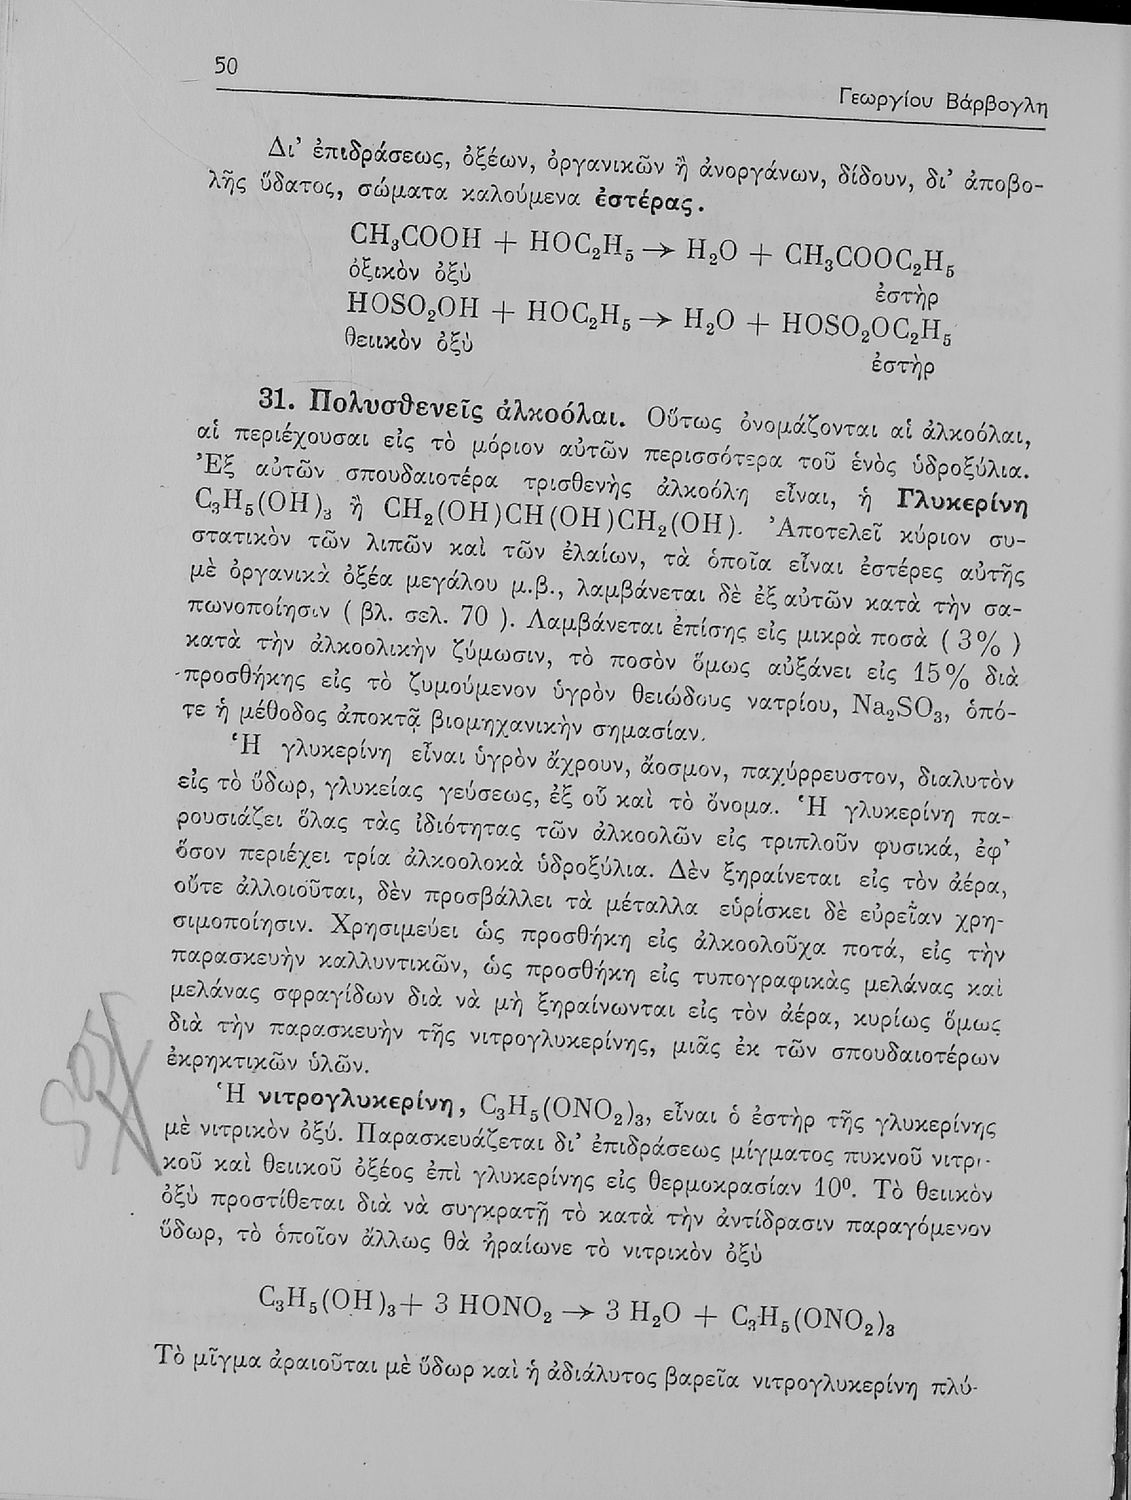 50
Γεωργίου Βάρβογλη
Δι’ ἐπιδράσεως, ὀξέων, ὀργανικῶν ἢ ἀνοργάνων, δίδουν, δι’ ἀποβο-
λῆς ὕδατος, σώματα καλούμενα ἐστέρας.
CH₃COOH + HOC₂H₅ → H₂O + CH₃COOC₂H₅
ὀξικὸν ὀξὺ ἐστὴρ
HOSO₂OH + HOC₂H₅ → H₂O + HOSO₂OC₂H₅
θειικὸν ὀξὺ ἐστὴρ
31. Πολυσθενεῖς ἀλκοόλαι. Οὕτως ὀνομάζονται αἱ ἀλκοόλαι,
αἱ περιέχουσαι εἰς τὸ μόριον αὐτῶν περισσότερα τοῦ ἑνὸς ὑδροξύλια.
Ἐξ αὐτῶν σπουδαιοτέρα τρισθενὴς ἀλκοόλη εἶναι, ἡ Γλυκερίνη
C₃H₅(OH)₃ ἢ CH₂(OH)CH(OH)CH₂(OH). Ἀποτελεῖ κύριον συ-
στατικὸν τῶν λιπῶν καὶ τῶν ἐλαίων, τὰ ὁποῖα εἶναι ἐστέρες αὐτῆς
μὲ ὀργανικὰ ὀξέα μεγάλου μ.β., λαμβάνεται δὲ ἐξ αὐτῶν κατὰ τὴν σα-
πωνοποίησιν ( βλ. σελ. 70 ). Λαμβάνεται ἐπίσης εἰς μικρὰ ποσὰ ( 3% )
κατὰ τὴν ἀλκοολικὴν ζύμωσιν, τὸ ποσὸν ὅμως αὐξάνει εἰς 15% διὰ
προσθήκης εἰς τὸ ζυμούμενον ὑγρὸν θειώδους νατρίου, Na₂SO₃, ὁπό-
τε ἡ μέθοδος ἀποκτᾷ βιομηχανικὴν σημασίαν.
Ἡ γλυκερίνη εἶναι ὑγρὸν ἄχρουν, ἄοσμον, παχύρρευστον, διαλυτὸν
εἰς τὸ ὕδωρ, γλυκείας γεύσεως, ἐξ οὗ καὶ τὸ ὄνομα. Ἡ γλυκερίνη πα-
ρουσιάζει ὅλας τὰς ἰδιότητας τῶν ἀλκοολῶν εἰς τριπλοῦν φυσικά, ἐφ’
ὅσον περιέχει τρία ἀλκοολοκὰ ὑδροξύλια. Δὲν ξηραίνεται εἰς τὸν ἀέρα,
οὔτε ἀλλοιοῦται, δὲν προσβάλλει τὰ μέταλλα εὑρίσκει δὲ εὐρεῖαν χρη-
σιμοποίησιν. Χρησιμεύει ὡς προσθήκη εἰς ἀλκοολοῦχα ποτά, εἰς τὴν
παρασκευὴν καλλυντικῶν, ὡς προσθήκη εἰς τυπογραφικὰς μελάνας καὶ
μελάνας σφραγίδων διὰ νὰ μὴ ξηραίνωνται εἰς τὸν ἀέρα, κυρίως ὅμως
διὰ τὴν παρασκευὴν τῆς νιτρογλυκερίνης, μιᾶς ἐκ τῶν σπουδαιοτέρων
ἐκρηκτικῶν ὑλῶν.
Ἡ νιτρογλυκερίνη, C₃H₅(ONO₂)₃, εἶναι ὁ ἐστὴρ τῆς γλυκερίνης
μὲ νιτρικὸν ὀξύ. Παρασκευάζεται δι’ ἐπιδράσεως μίγματος πυκνοῦ νιτρι-
κοῦ καὶ θειικοῦ ὀξέος ἐπὶ γλυκερίνης εἰς θερμοκρασίαν 10⁰. Τὸ θειικὸν
ὀξὺ προστίθεται διὰ νὰ συγκρατῇ τὸ κατὰ τὴν ἀντίδρασιν παραγόμενον
ὕδωρ, τὸ ὁποῖον ἄλλως θὰ ἠραίωνε τὸ νιτρικὸν ὀξὺ
C₃H₅(OH)₃+ 3 HONO₂ → 3 H₂O + C₃H₅(ONO₂)₃
Τὸ μῖγμα ἀραιοῦται μὲ ὕδωρ καὶ ἡ ἀδιάλυτος βαρεῖα νιτρογλυκερίνη πλύ-